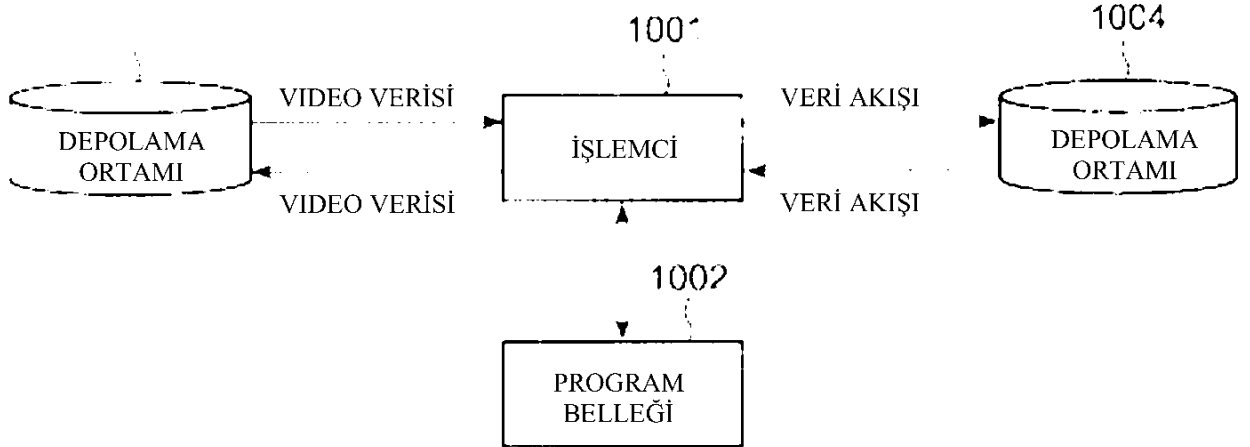 1001
1004
VIDEO VERİSİ
VERİ AKIŞI
DEPOLAMA
ORTAMI
İŞLEMCİ
DEPOLAMA
ORTAMI
VIDEO VERİSİ
VERİ AKIŞI
1002
PROGRAM
BELLEĞİ